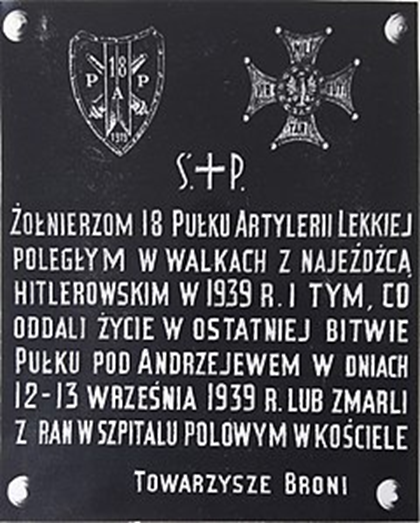 18
P P
A
1919
Ś.+P.
ŻOŁNIERZOM 18 PUŁKU ARTYLERII LEKKIEJ
POLEGŁYM W WALKACH Z NAJEŹDŹCĄ
HITLEROWSKIM W 1939 R. I TYM, CO
ODDALI ŻYCIE W OSTATNIEJ BITWIE
PUŁKU POD ANDRZEJEWEM W DNIACH
12-13 WRZEŚNIA 1939 R. LUB ZMARLI
Z RAN W SZPITALU POLOWYM W KOŚCIELE
TOWARZYSZE BRONI